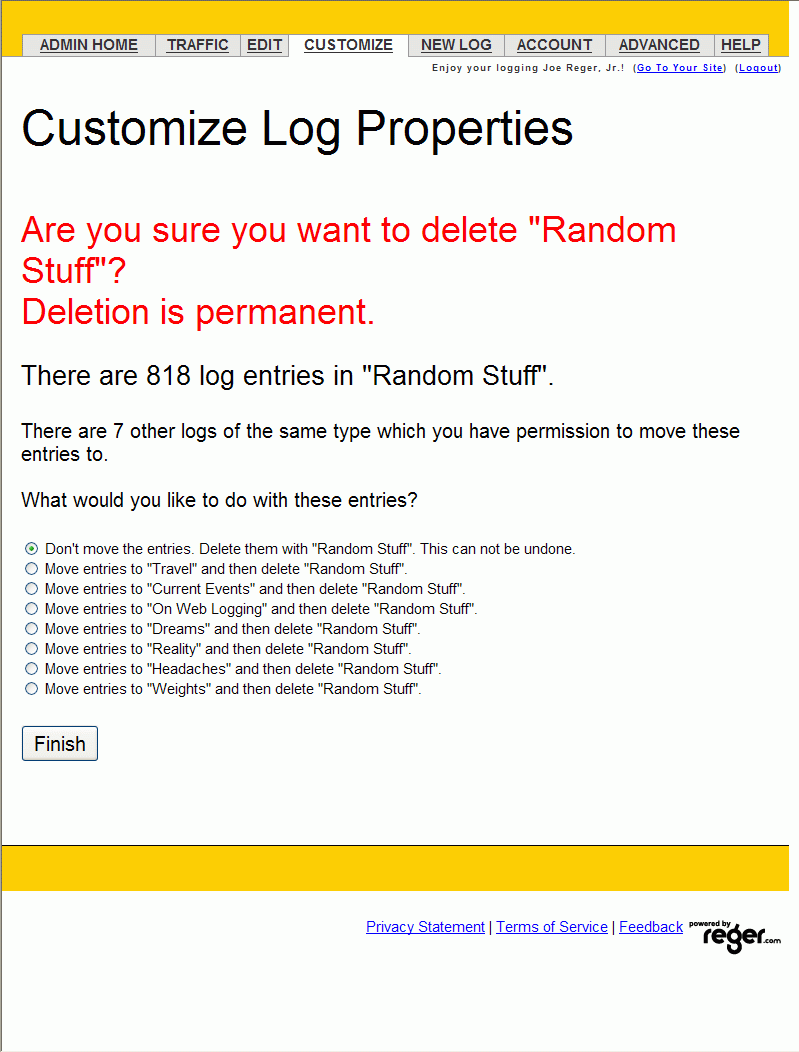 ADMIN HOME TRAFFIC EDIT CUSTOMIZE NEW LOG ACCOUNT ADVANCED HELP
Enjoy your logging Joe Reger, Jr.! (Go To Your Site) (Logout)
Customize Log Properties
Are you sure you want to delete "Random
Stuff"?
Deletion is permanent.
There are 818 log entries in "Random Stuff".
There are 7 other logs of the same type which you have permission to move these
entries to.
What would you like to do with these entries?
Don't move the entries. Delete them with "Random Stuff". This can not be undone.
Move entries to "Travel" and then delete "Random Stuff".
Move entries to "Current Events" and then delete "Random Stuff".
Move entries to "On Web Logging" and then delete "Random Stuff".
Move entries to "Dreams" and then delete "Random Stuff".
Move entries to "Reality" and then delete "Random Stuff".
Move entries to "Headaches" and then delete "Random Stuff".
Move entries to "Weights" and then delete "Random Stuff".
Finish
Privacy Statement | Terms of Service | Feedback powered by
reger.com